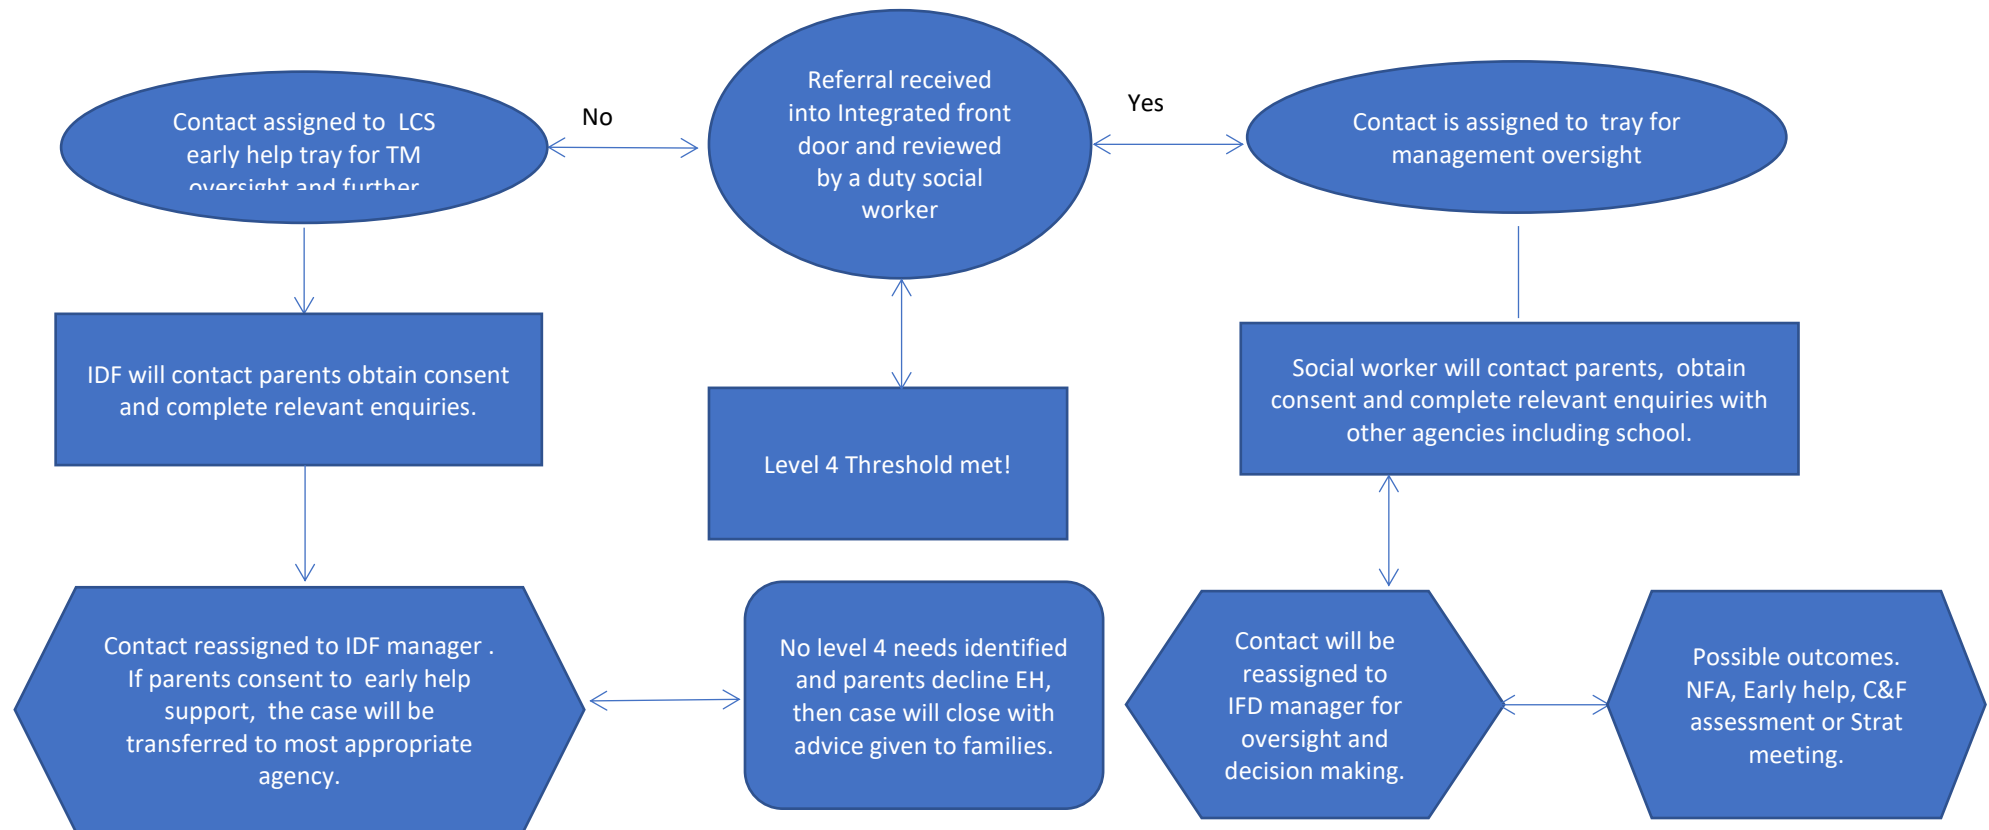 Contact assigned to LCS
early help tray for TM
oversight and further
No
Referral received
into Integrated front
door and reviewed
by a duty social
worker
Yes
Contact is assigned to tray for
management oversight
IDF will contact parents obtain consent
and complete relevant enquiries.
Level 4 Threshold met!
Social worker will contact parents, obtain
consent and complete relevant enquiries with
other agencies including school.
Contact reassigned to IDF manager .
If parents consent to early help
support, the case will be
transferred to most appropriate
agency.
No level 4 needs identified
and parents decline EH,
then case will close with
advice given to families.
Contact will be
reassigned to
IFD manager for
oversight and
decision making.
Possible outcomes.
NFA, Early help, C&F
assessment or Strat
meeting.